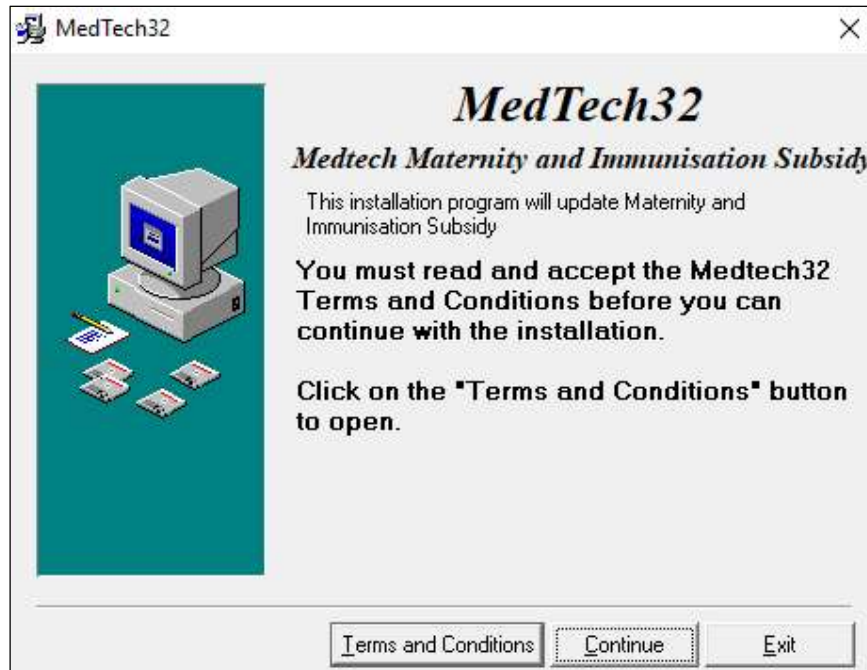 MedTech32
MedTech32
Medtech Maternity and Immunisation Subsidy
This installation program will update Maternity and
Immunisation Subsidy
You must read and accept the Medtech32
Terms and Conditions before you can
continue with the installation.
Click on the "Terms and Conditions" button
to open.
Terms and Conditions Continue Exit